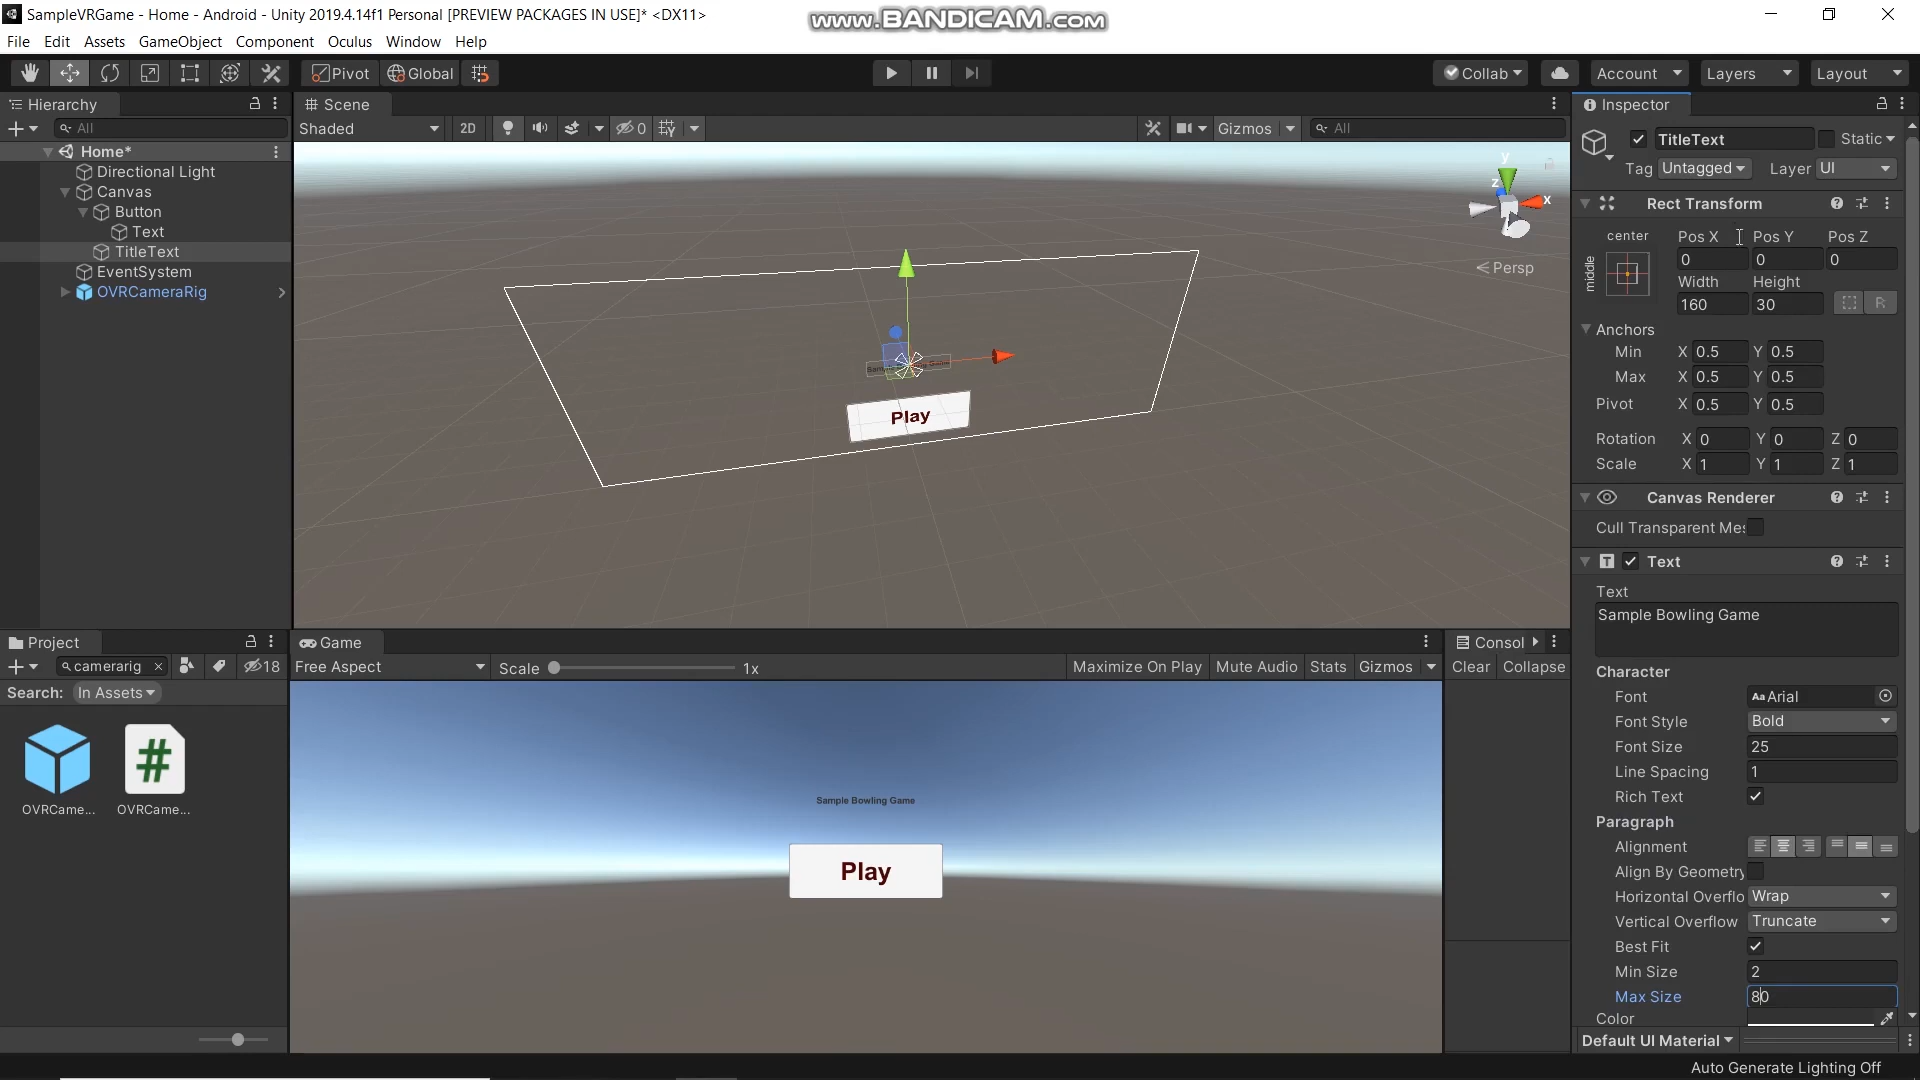 SampleVRGame - Home - Android - Unity 2019.4.14f1 Personal [PREVIEW PACKAGES IN USE]* <DX11>
www.BANDICAM.com
File Edit Assets GameObject Component Oculus Window Help
Pivot Global Collab Account Layers Layout
Hierarchy
All
Home*
Directional Light
Canvas
Button
Text
TitleText
EventSystem
OVRCameraRig
Scene
Shaded 2D 0 Gizmos All
y
z
x
Persp
Sample Bowling Game
Play
Inspector
TitleText Static
Tag Untagged Layer UI
Rect Transform
center Pos X Pos Y Pos Z
middle 0 0 0
Width Height
160 30 R
Anchors
Min X 0.5 Y 0.5
Max X 0.5 Y 0.5
Pivot X 0.5 Y 0.5
Rotation X 0 Y 0 Z 0
Scale X 1 Y 1 Z 1
Canvas Renderer
Cull Transparent Mes
Text
Text
Sample Bowling Game
Character
Font Aa Arial
Font Style Bold
Font Size 25
Line Spacing 1
Rich Text
Paragraph
Alignment
Align By Geometry
Horizontal Overflo Wrap
Vertical Overflow Truncate
Best Fit
Min Size 2
Max Size 80
Color
Default UI Material
Project
camerarig 18
Search: In Assets
OVRCame... OVRCame...
Game
Free Aspect Scale 1x Maximize On Play Mute Audio Stats Gizmos
Sample Bowling Game
Play
Consol
Clear Collapse
Auto Generate Lighting Off